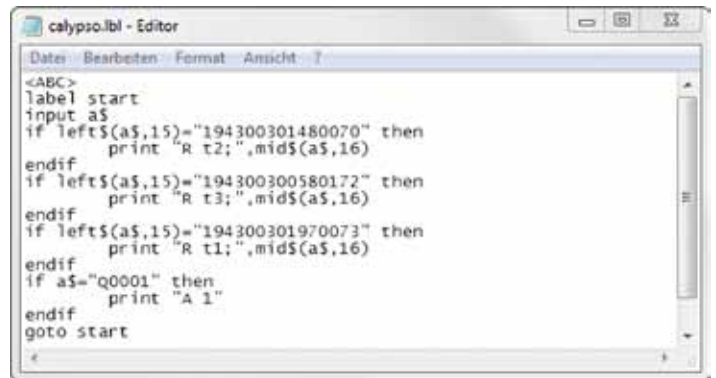 calypso.lbl - Editor
Datei Bearbeiten Format Ansicht ?
<ABC>
label start
input a$
if left$(a$,15)="194300301480070" then
print "R t2;",mid$(a$,16)
endif
if left$(a$,15)="194300300580172" then
print "R t3;",mid$(a$,16)
endif
if left$(a$,15)="194300301970073" then
print "R t1;",mid$(a$,16)
endif
if a$="Q0001" then
print "A 1"
endif
goto start